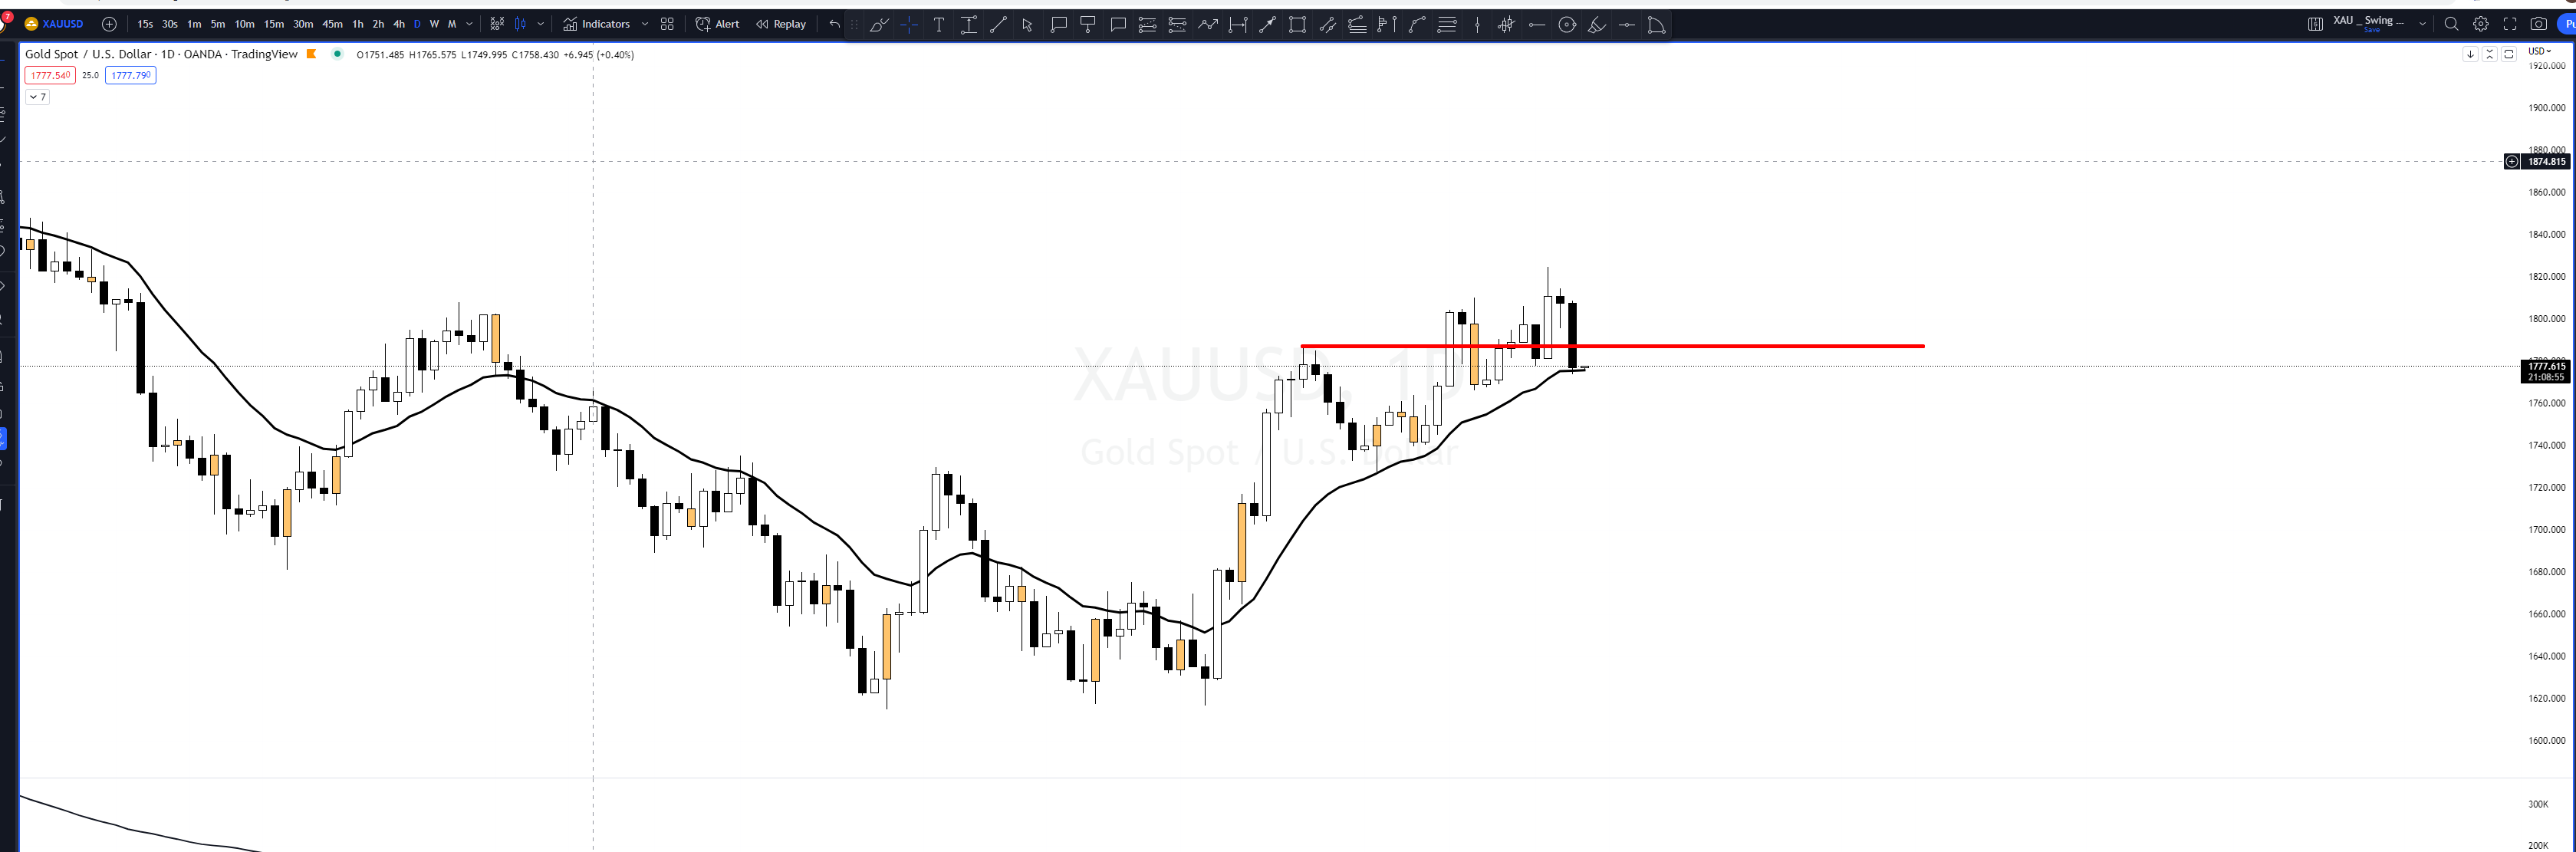 7
XAUUSD 15s 30s 1m 5m 10m 15m 30m 45m 1h 2h 4h D W M Indicators Alert Replay XAU _ Swing ...
Save
Gold Spot / U.S. Dollar · 1D · OANDA · TradingView O1751.485 H1765.575 L1749.995 C1758.430 +6.945 (+0.40%)
USD
1777.540 25.0 1777.790
7
1920.000
1900.000
1880.000
1874.815
1860.000
1840.000
1820.000
1800.000
1777.615
21:08:55
1760.000
1740.000
1720.000
1700.000
1680.000
1660.000
1640.000
1620.000
1600.000
300K
200K
XAUUSD, 1D
Gold Spot / U.S. Dollar